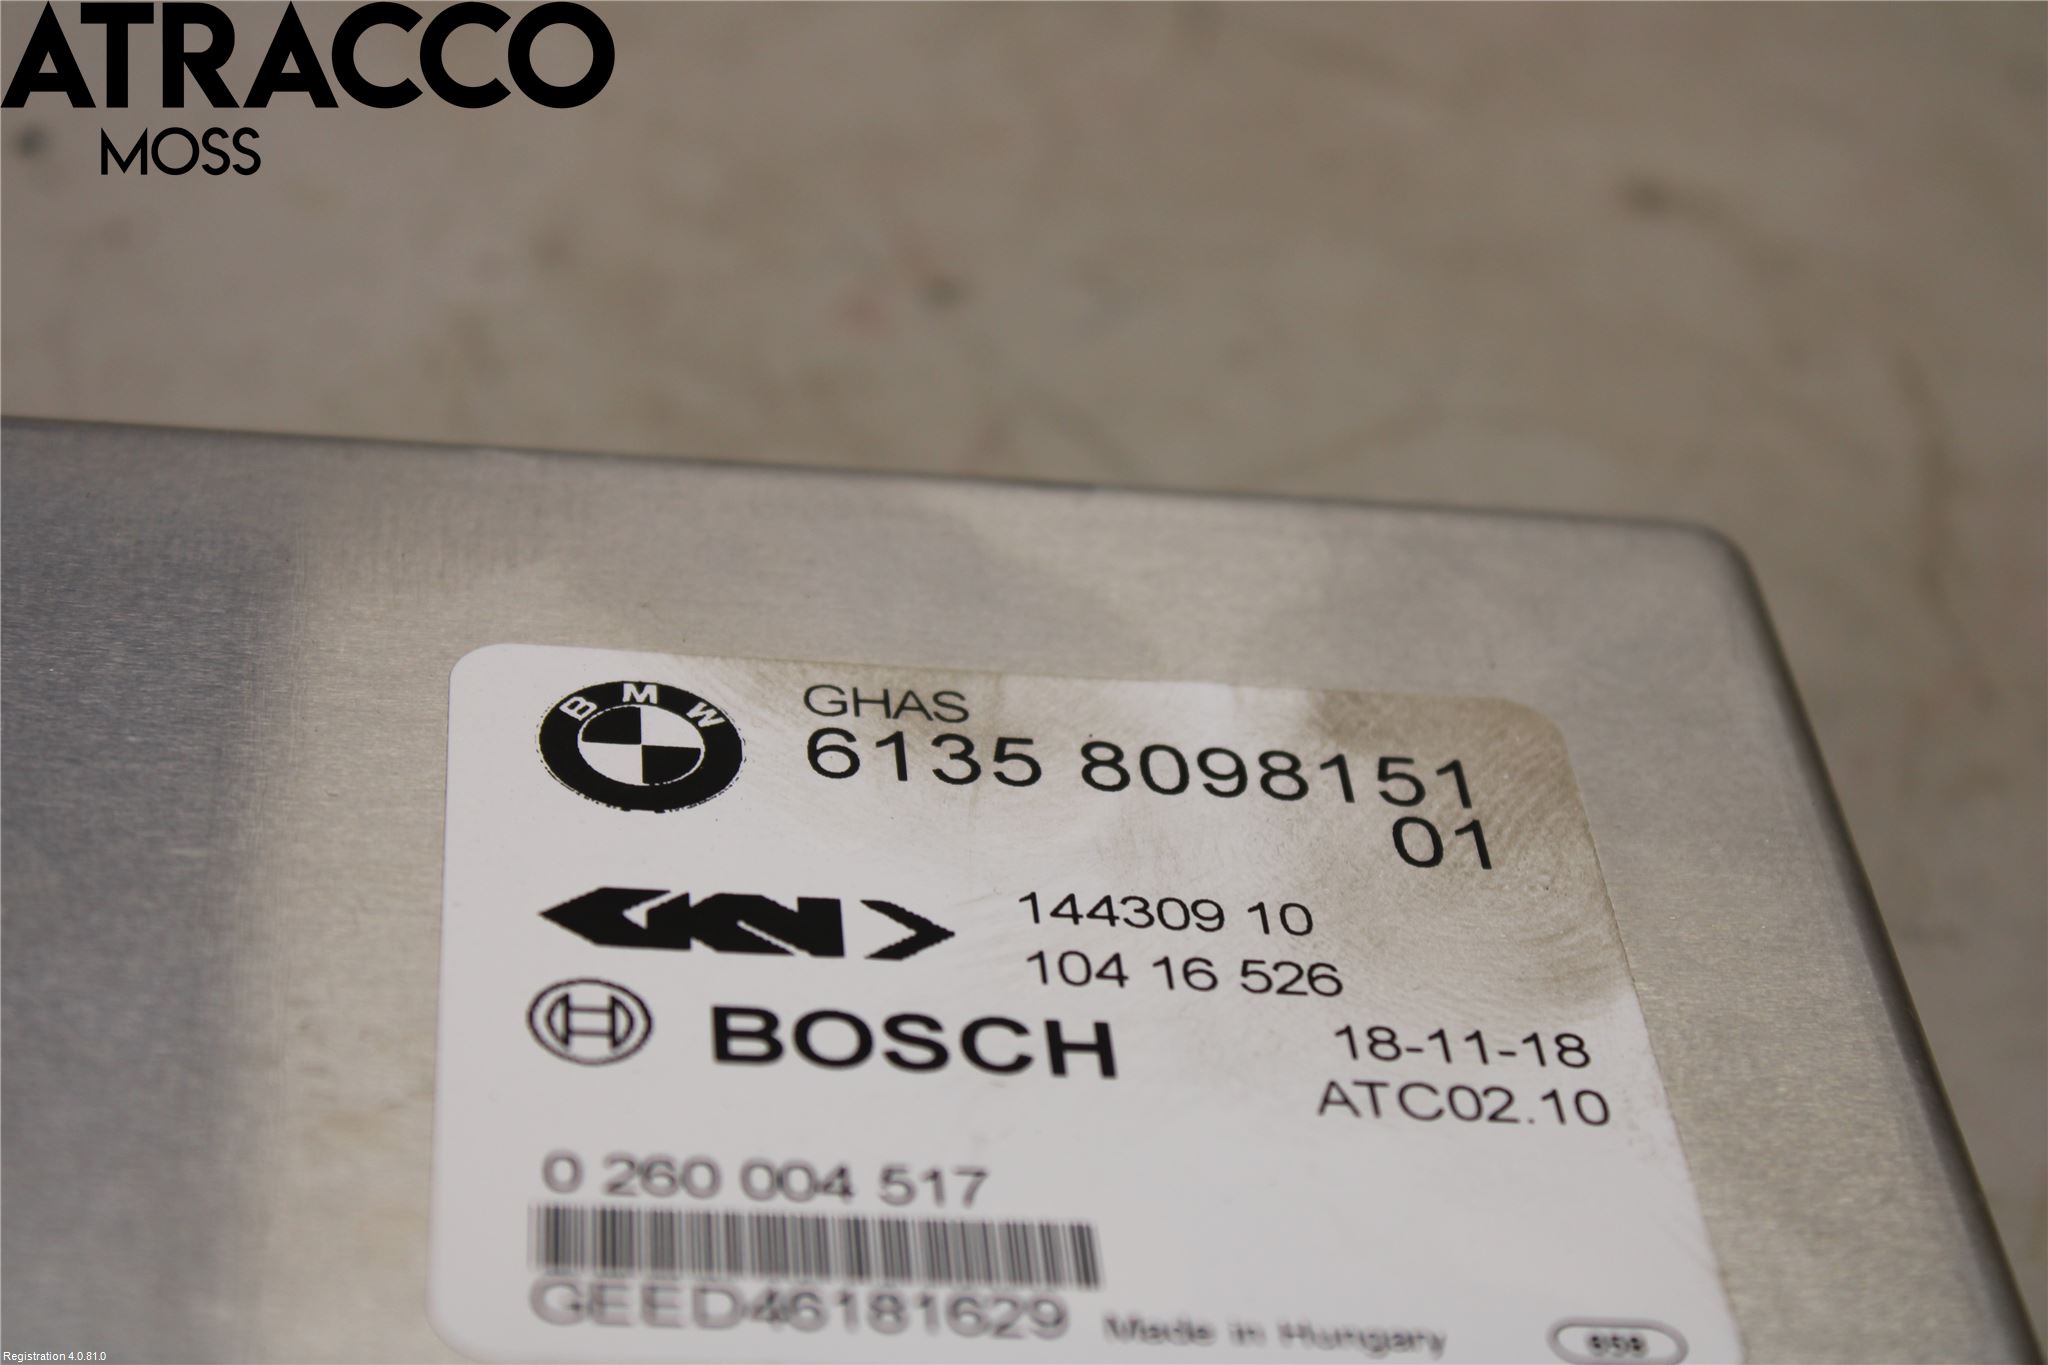 ATRACCO
MOSS
BMW
GHAS
6135 8098151
01
GKN
144309 10
104 16 526
BOSCH
18-11-18
ATC02.10
0 260 004 517
GEED46181629
Made in Hungary
Registration 4.0.81.0